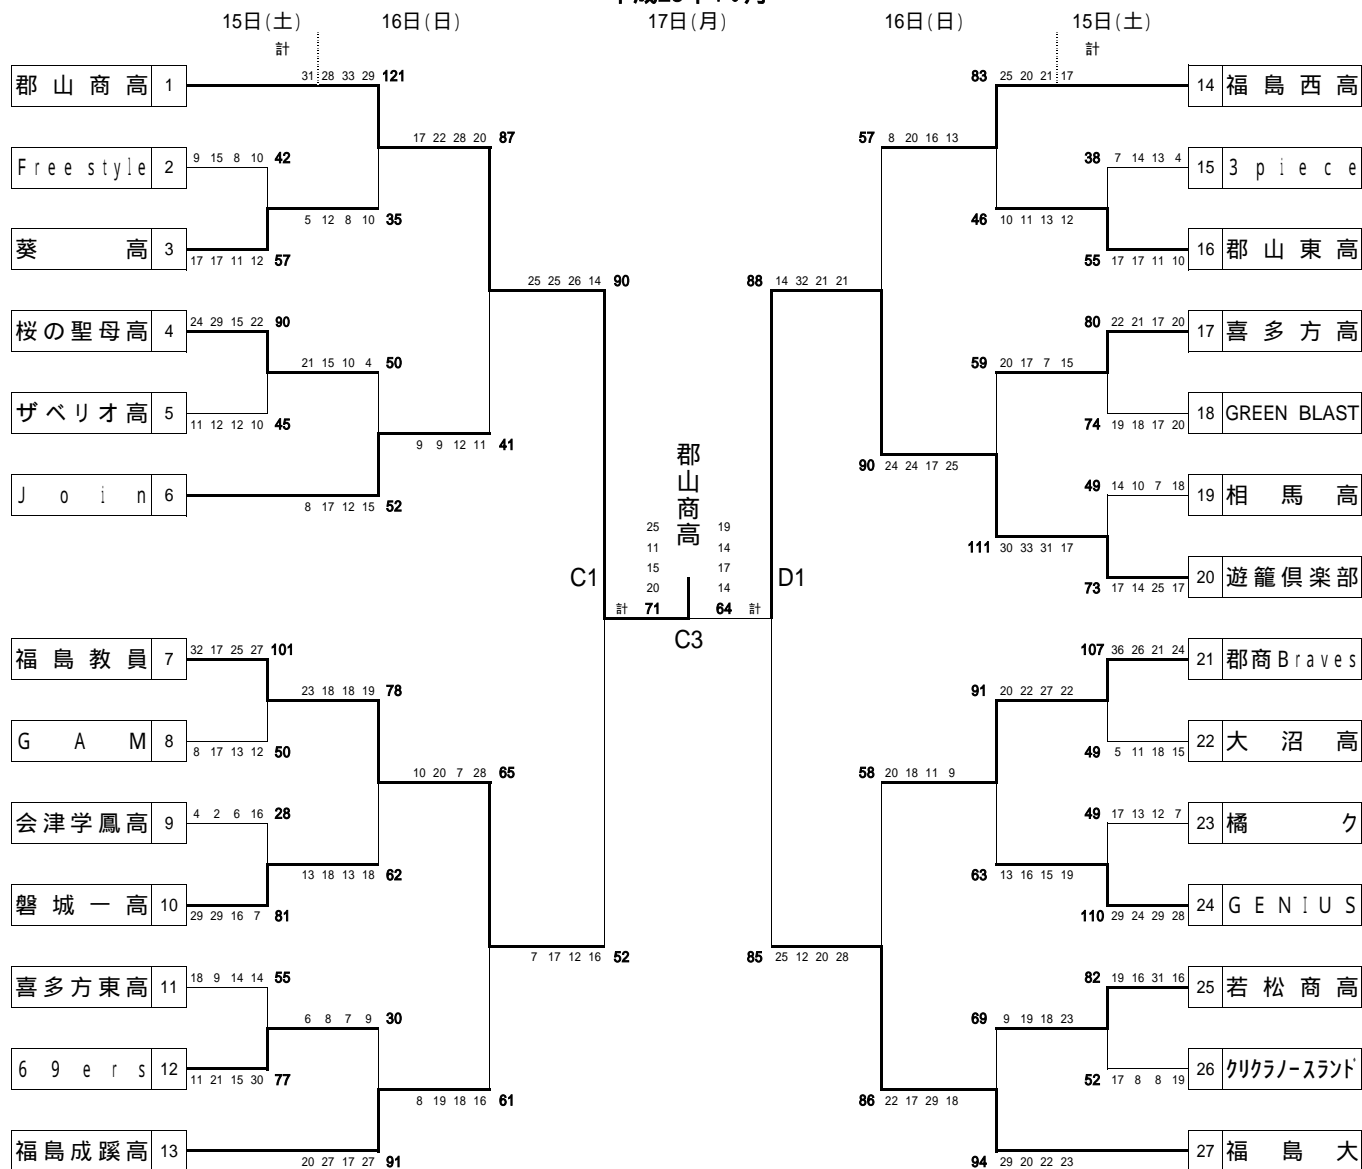 15日(土) 16日(日) 17日(月) 16日(日) 15日(土)
計 計
郡山商高 1 31 28 33 29 121
83 25 20 21 17 14 福島西高
17 22 28 20 87
57 8 20 16 13
Free style 2 9 15 8 10 42
38 7 14 13 4 15 3 piece
5 12 8 10 35
46 10 11 13 12
葵高 3 17 17 11 12 57
55 17 17 11 10 16 郡山東高
25 25 26 14 90
88 14 32 21 21
桜の聖母高 4 24 29 15 22 90
80 22 21 17 20 17 喜多方高
21 15 10 4 50
59 20 17 7 15
ザベリオ高 5 11 12 12 10 45
74 19 18 17 20 18 GREEN BLAST
9 9 12 11 41
90 24 24 17 25
Join 6 8 17 12 15 52
49 14 10 7 18 19 相馬高
111 30 33 31 17
73 17 14 25 17 20 遊籠倶楽部
郡山商高
25 19
11 14
15 17
20 14
計 71 64 計
C1 D1
C3
福島教員 7 32 17 25 27 101
107 36 26 21 24 21 郡商Braves
23 18 18 19 78
91 20 22 27 22
GAM 8 8 17 13 12 50
49 5 11 18 15 22 大沼高
10 20 7 28 65
58 20 18 11 9
会津学鳳高 9 4 2 6 16 28
49 17 13 12 7 23 橘ク
13 18 13 18 62
63 13 16 15 19
磐城一高 10 29 29 16 7 81
110 29 24 29 28 24 GENIUS
7 17 12 16 52
85 25 12 20 28
喜多方東高 11 18 9 14 14 55
82 19 16 31 16 25 若松商高
6 8 7 9 30
69 9 19 18 23
69ers 12 11 21 15 30 77
52 17 8 8 19 26 クリクラノースランド
8 19 18 16 61
86 22 17 29 18
福島成蹊高 13 20 27 17 27 91
94 29 20 22 23 27 福島大